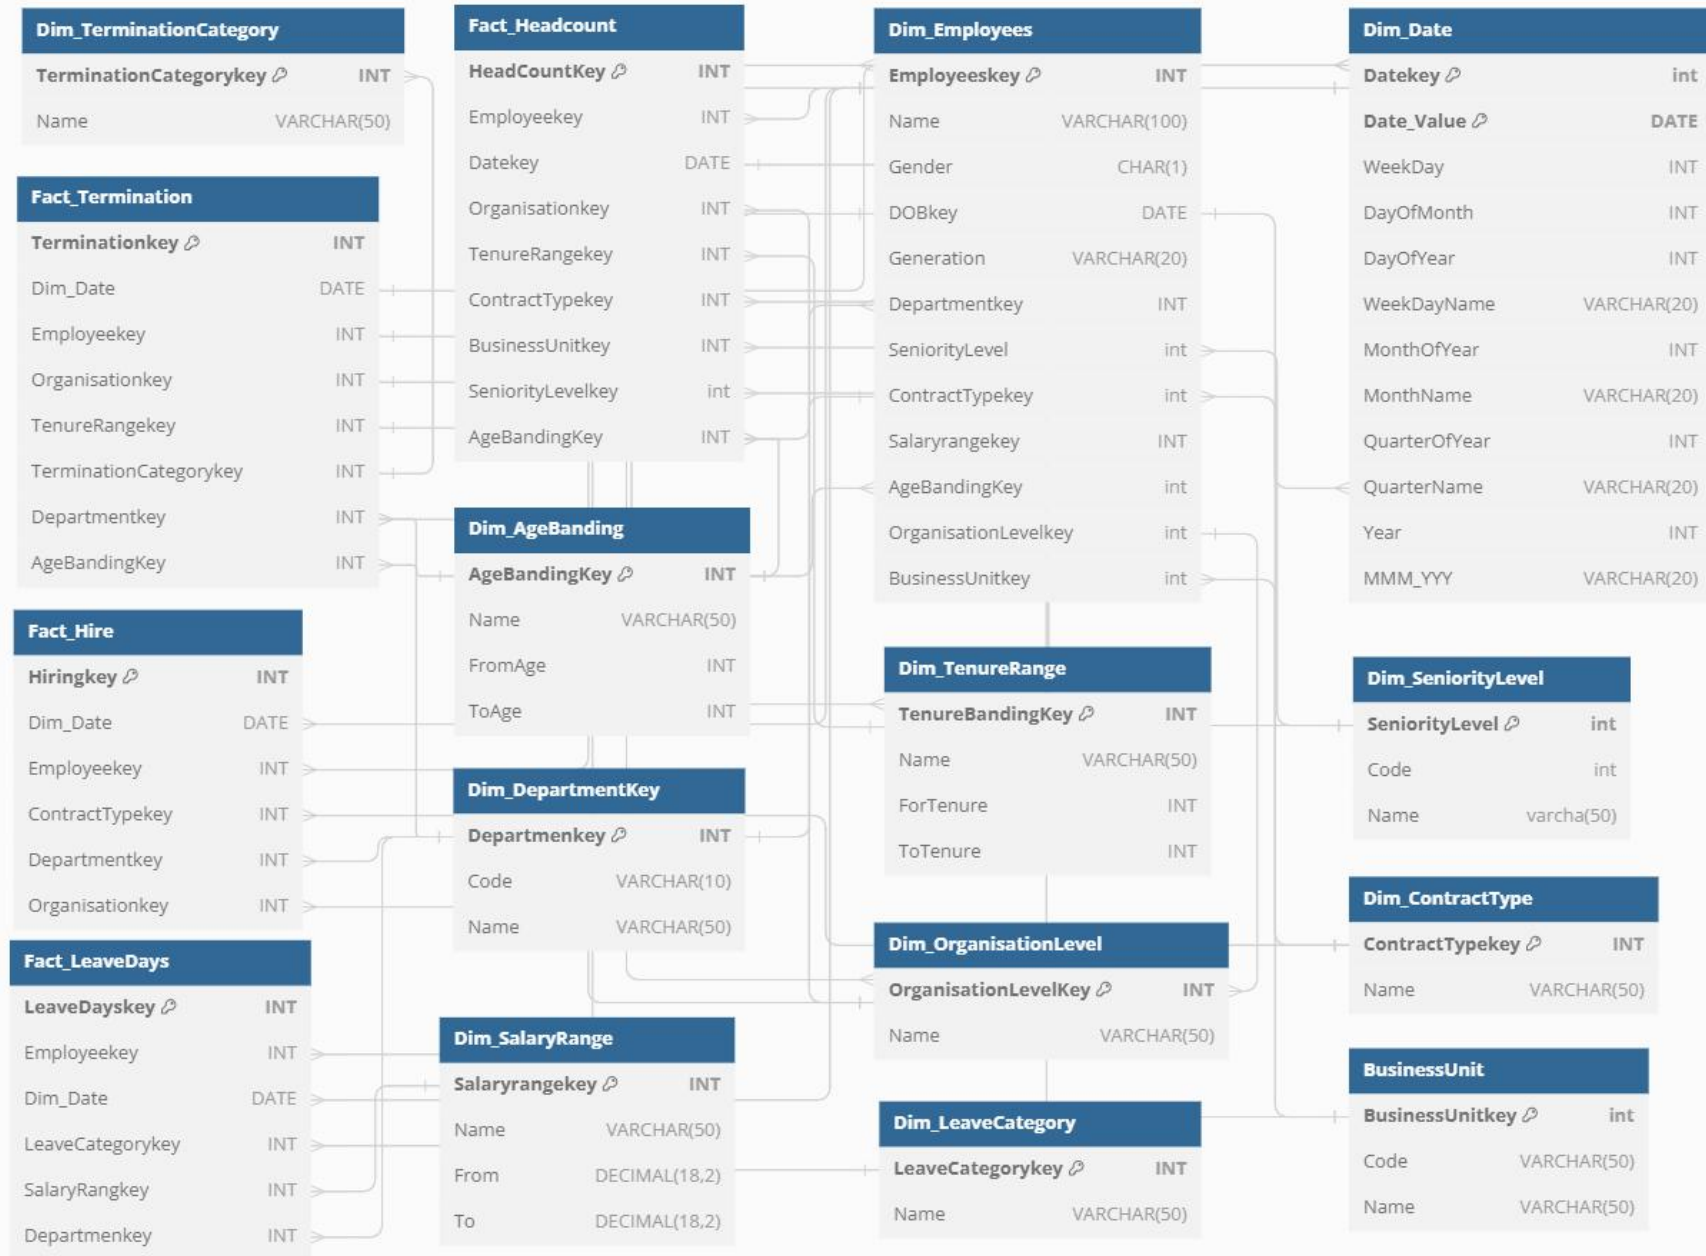 Dim_TerminationCategory
TerminationCategorykey INT
Name VARCHAR(50)
Fact_Termination
Terminationkey INT
Dim_Date DATE
Employeekey INT
Organisationkey INT
TenureRangekey INT
TerminationCategorykey INT
Departmentkey INT
AgeBandingKey INT
Fact_Hire
Hiringkey INT
Dim_Date DATE
Employeekey INT
ContractTypekey INT
Departmentkey INT
Organisationkey INT
Fact_LeaveDays
LeaveDayskey INT
Employeekey INT
Dim_Date DATE
LeaveCategorykey INT
SalaryRangkey INT
Departmenkey INT
Fact_Headcount
HeadCountKey INT
Employeekey INT
Datekey DATE
Organisationkey INT
TenureRangekey INT
ContractTypekey INT
BusinessUnitkey INT
SeniorityLevelkey int
AgeBandingKey INT
Dim_AgeBanding
AgeBandingKey INT
Name VARCHAR(50)
FromAge INT
ToAge INT
Dim_DepartmentKey
Departmenkey INT
Code VARCHAR(10)
Name VARCHAR(50)
Dim_SalaryRange
Salaryrangekey INT
Name VARCHAR(50)
From DECIMAL(18,2)
To DECIMAL(18,2)
Dim_Employees
Employeeskey INT
Name VARCHAR(100)
Gender CHAR(1)
DOBkey DATE
Generation VARCHAR(20)
Departmentkey INT
SeniorityLevel int
ContractTypekey int
Salaryrangekey INT
AgeBandingKey int
OrganisationLevelkey int
BusinessUnitkey int
Dim_TenureRange
TenureBandingKey INT
Name VARCHAR(50)
ForTenure INT
ToTenure INT
Dim_OrganisationLevel
OrganisationLevelKey INT
Name VARCHAR(50)
Dim_LeaveCategory
LeaveCategorykey INT
Name VARCHAR(50)
Dim_Date
Datekey int
Date_Value DATE
WeekDay INT
DayOfMonth INT
DayOfYear INT
WeekDayName VARCHAR(20)
MonthOfYear INT
MonthName VARCHAR(20)
QuarterOfYear INT
QuarterName VARCHAR(20)
Year INT
MMM_YYY VARCHAR(20)
Dim_SeniorityLevel
SeniorityLevel int
Code int
Name varcha(50)
Dim_ContractType
ContractTypekey INT
Name VARCHAR(50)
BusinessUnit
BusinessUnitkey int
Code VARCHAR(50)
Name VARCHAR(50)